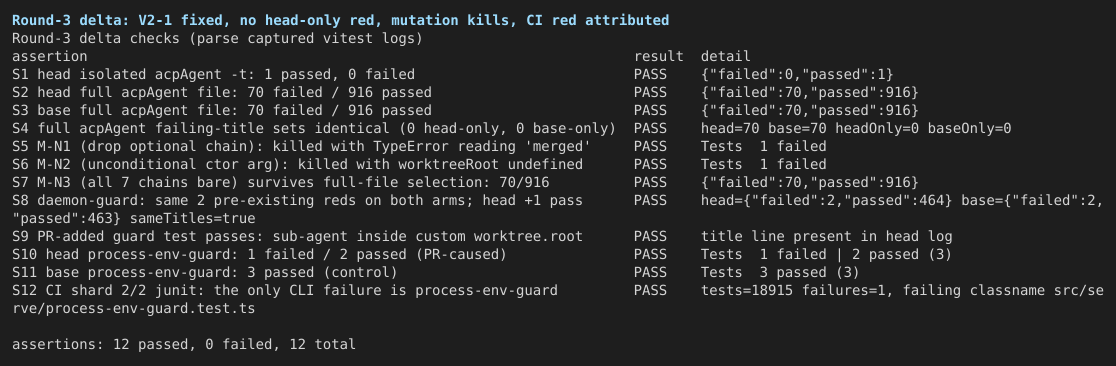 Round-3 delta: V2-1 fixed, no head-only red, mutation kills, CI red attributed
Round-3 delta checks (parse captured vitest logs)
assertion result detail
S1 head isolated acpAgent -t: 1 passed, 0 failed PASS {"failed":0,"passed":1}
S2 head full acpAgent file: 70 failed / 916 passed PASS {"failed":70,"passed":916}
S3 base full acpAgent file: 70 failed / 916 passed PASS {"failed":70,"passed":916}
S4 full acpAgent failing-title sets identical (0 head-only, 0 base-only) PASS head=70 base=70 headOnly=0 baseOnly=0
S5 M-N1 (drop optional chain): killed with TypeError reading 'merged' PASS Tests 1 failed
S6 M-N2 (unconditional ctor arg): killed with worktreeRoot undefined PASS Tests 1 failed
S7 M-N3 (all 7 chains bare) survives full-file selection: 70/916 PASS {"failed":70,"passed":916}
S8 daemon-guard: same 2 pre-existing reds on both arms; head +1 pass PASS head={"failed":2,"passed":464} base={"failed":2,
"passed":463} sameTitles=true
S9 PR-added guard test passes: sub-agent inside custom worktree.root PASS title line present in head log
S10 head process-env-guard: 1 failed / 2 passed (PR-caused) PASS Tests 1 failed | 2 passed (3)
S11 base process-env-guard: 3 passed (control) PASS Tests 3 passed (3)
S12 CI shard 2/2 junit: the only CLI failure is process-env-guard PASS tests=18915 failures=1, failing classname src/se
rve/process-env-guard.test.ts
assertions: 12 passed, 0 failed, 12 total